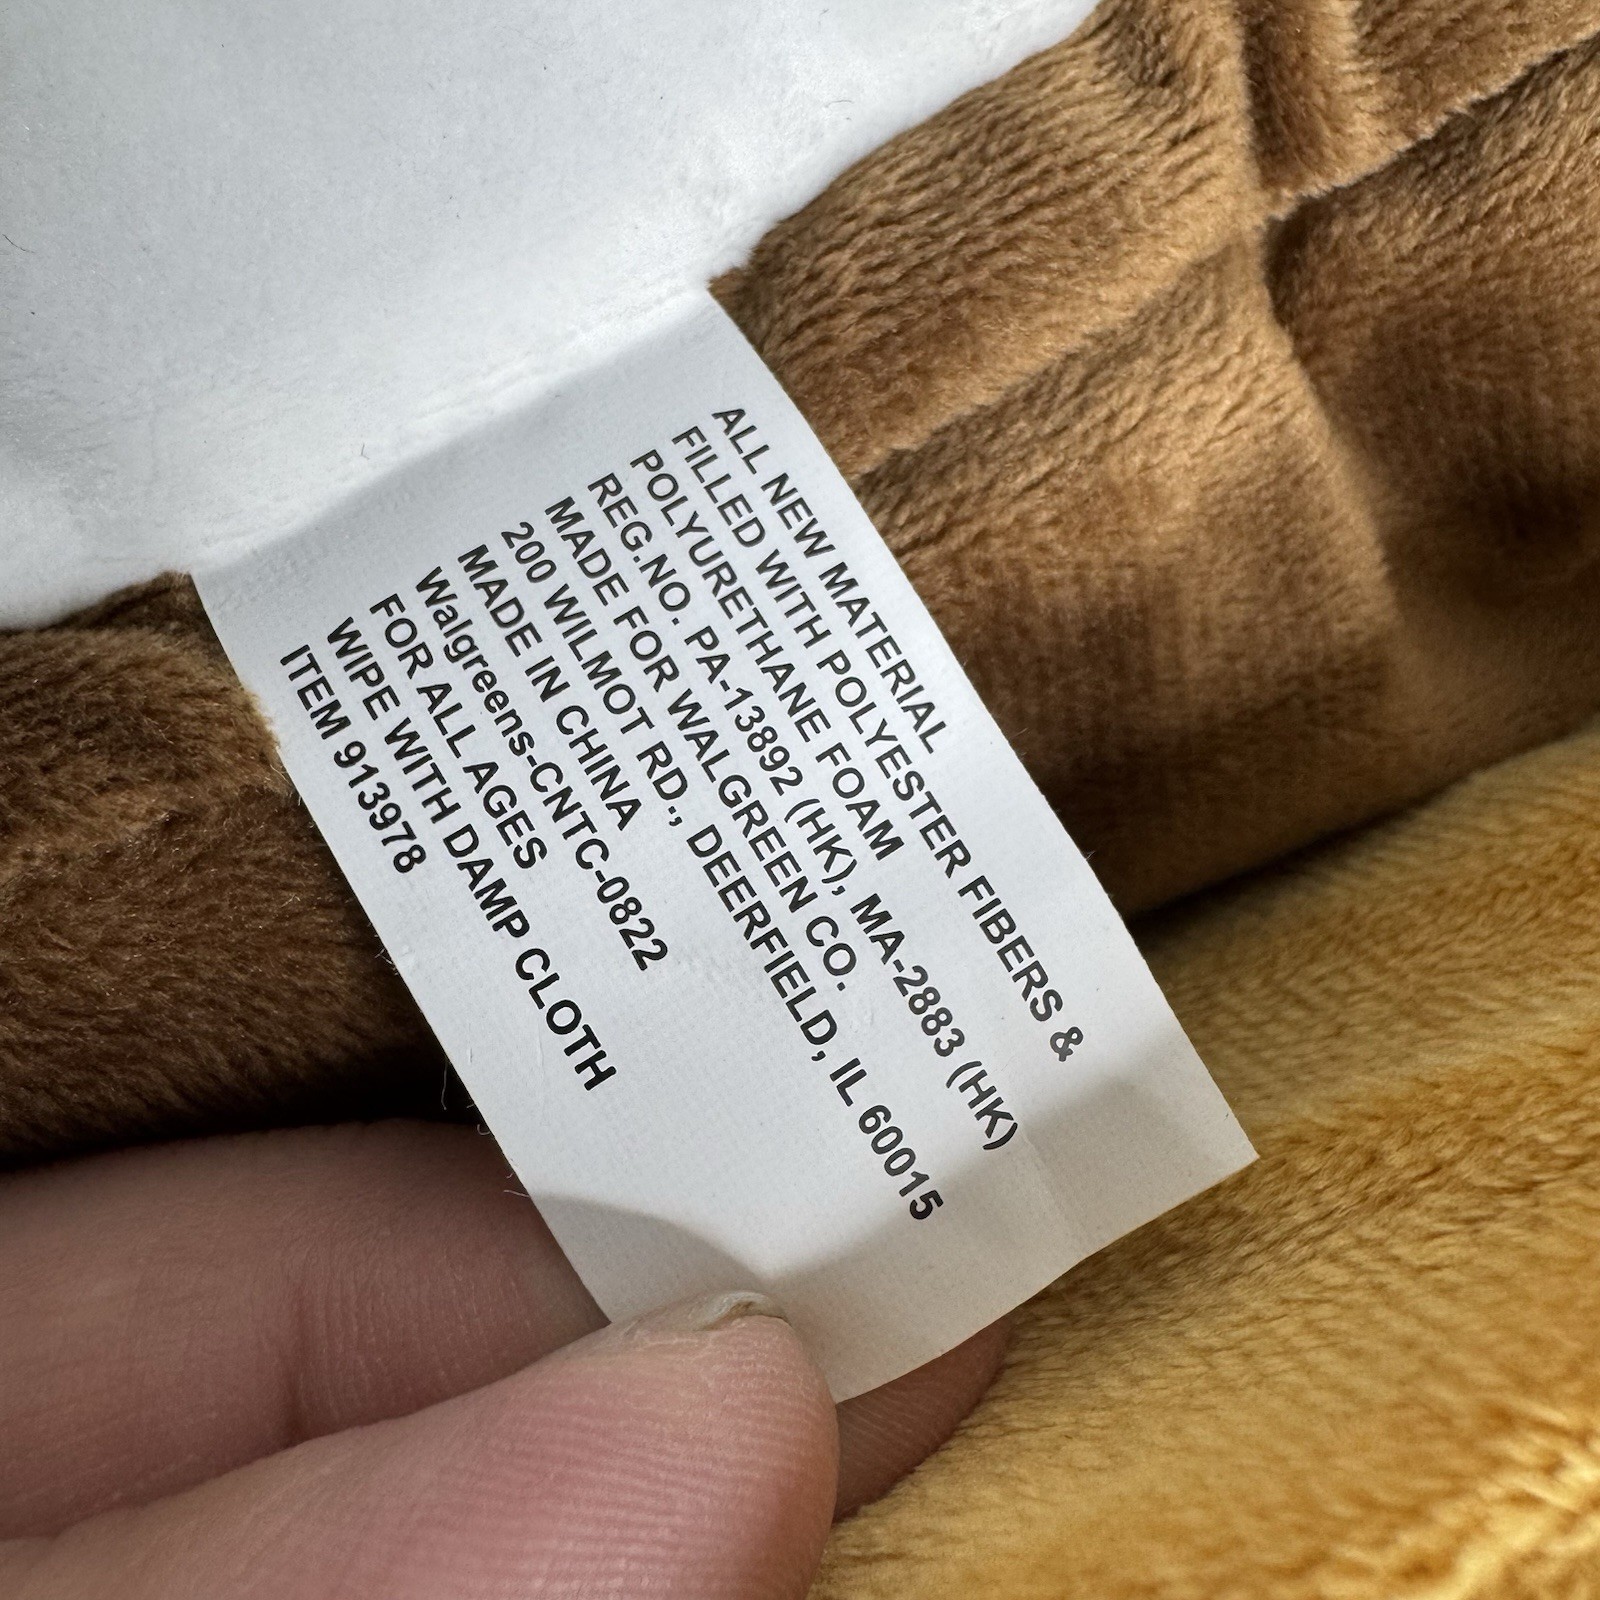 ALL NEW MATERIAL
FILLED WITH POLYESTER FIBERS &
POLYURETHANE FOAM
REG.NO. PA-13892 (HK), MA-2883 (HK)
MADE FOR WALGREEN CO.
200 WILMOT RD., DEERFIELD, IL 60015
MADE IN CHINA
Walgreens-CNTC-0822
FOR ALL AGES
WIPE WITH DAMP CLOTH
ITEM 913978